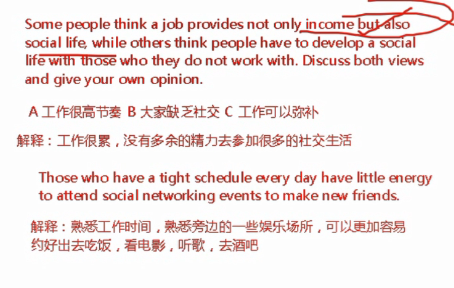 Some people think a job provides not only income but also
social life, while others think people have to develop a social
life with those who they do not work with. Discuss both views
and give your own opinion.
A 工作很高节奏 B 大家缺乏社交 C 工作可以弥补
解释：工作很累，没有多余的精力去参加很多的社交生活
Those who have a tight schedule every day have little energy
to attend social networking events to make new friends.
解释：熟悉工作时间，熟悉旁边的一些娱乐场所，可以更加容易
约好出去吃饭，看电影，听歌，去酒吧